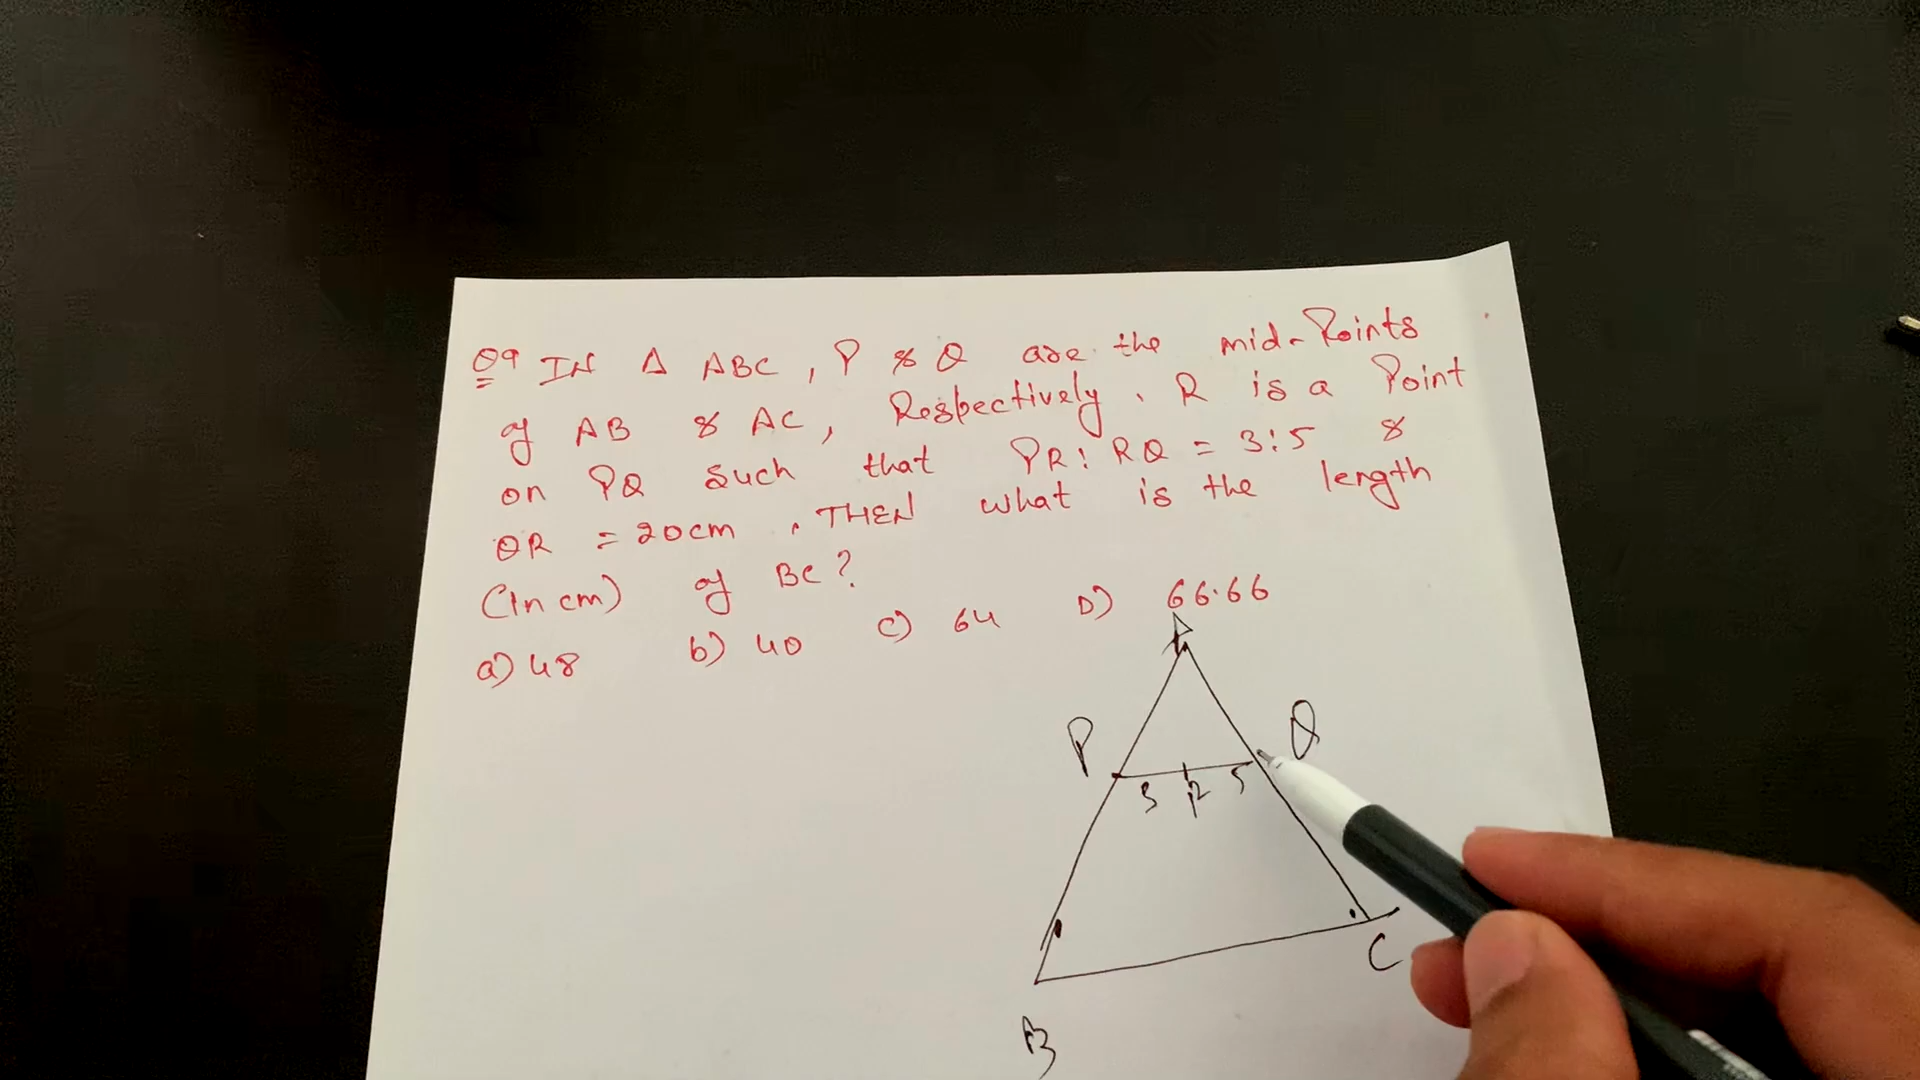 Q9 IN Δ ABC, P & Q are the mid-Points
of AB & AC, Respectively. R is a Point
on PQ Such that PR:RQ = 3:5 &
QR = 20cm, THEN what is the length
(In cm) of BC?
a) 48 b) 40 c) 64 D) 66.66
A
P Q
3 R 5
C
B